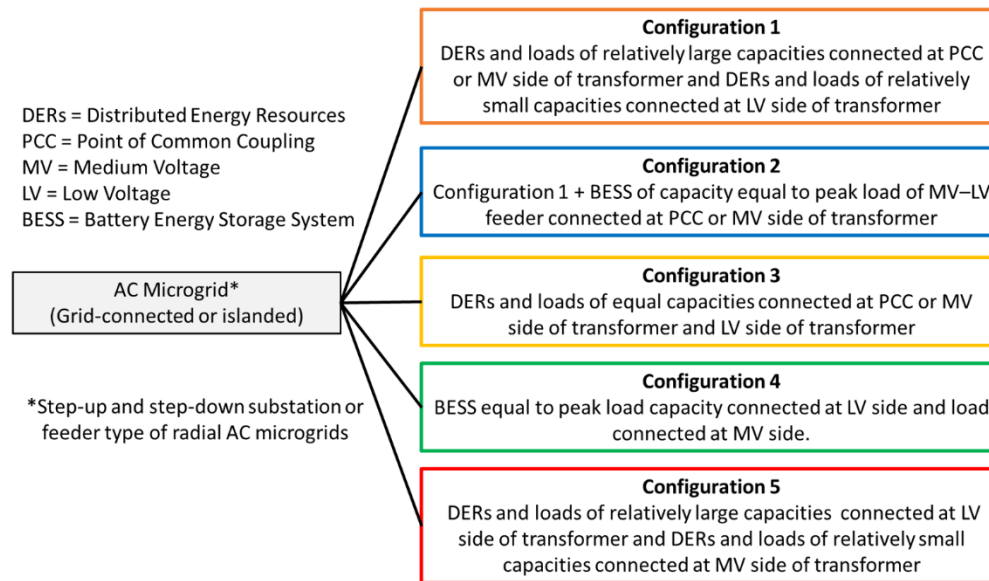 DERs = Distributed Energy Resources
PCC = Point of Common Coupling
MV = Medium Voltage
LV = Low Voltage
BESS = Battery Energy Storage System
AC Microgrid*
(Grid-connected or islanded)
*Step-up and step-down substation or
feeder type of radial AC microgrids
Configuration 1
DERs and loads of relatively large capacities connected at PCC
or MV side of transformer and DERs and loads of relatively
small capacities connected at LV side of transformer
Configuration 2
Configuration 1 + BESS of capacity equal to peak load of MV–LV
feeder connected at PCC or MV side of transformer
Configuration 3
DERs and loads of equal capacities connected at PCC or MV
side of transformer and LV side of transformer
Configuration 4
BESS equal to peak load capacity connected at LV side and load
connected at MV side.
Configuration 5
DERs and loads of relatively large capacities connected at LV
side of transformer and DERs and loads of relatively small
capacities connected at MV side of transformer